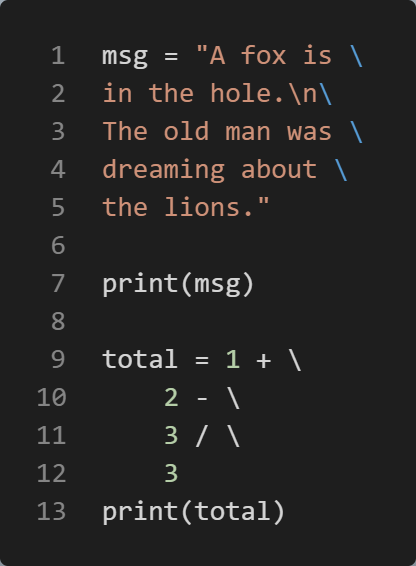 1 msg = "A fox is \
2 in the hole.\n\
3 The old man was \
4 dreaming about \
5 the lions."
6
7 print(msg)
8
9 total = 1 + \
10     2 - \
11     3 / \
12     3
13 print(total)